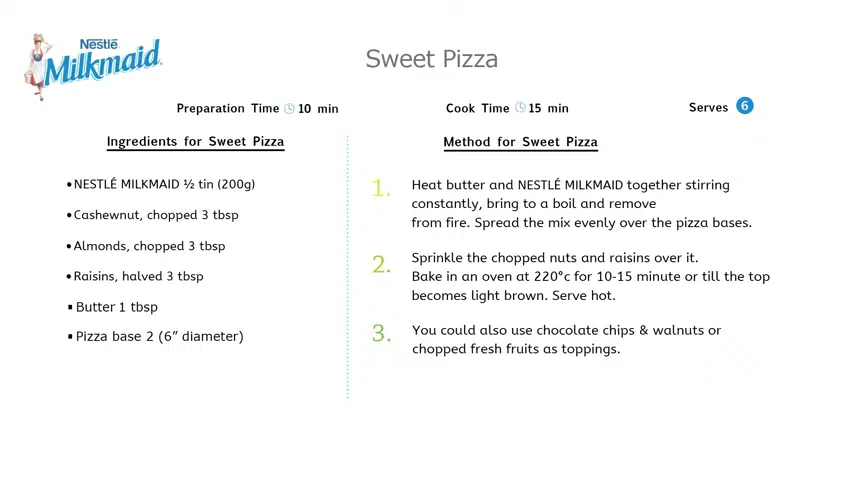 Nestlé
Milkmaid
Sweet Pizza
Preparation Time 10 min
Cook Time 15 min
Serves 6
Ingredients for Sweet Pizza
•NESTLÉ MILKMAID ½ tin (200g)
•Cashewnut, chopped 3 tbsp
•Almonds, chopped 3 tbsp
•Raisins, halved 3 tbsp
▪ Butter 1 tbsp
▪ Pizza base 2 (6” diameter)
Method for Sweet Pizza
1. Heat butter and NESTLÉ MILKMAID together stirring
constantly, bring to a boil and remove
from fire. Spread the mix evenly over the pizza bases.
2. Sprinkle the chopped nuts and raisins over it.
Bake in an oven at 220°c for 10-15 minute or till the top
becomes light brown. Serve hot.
3. You could also use chocolate chips & walnuts or
chopped fresh fruits as toppings.